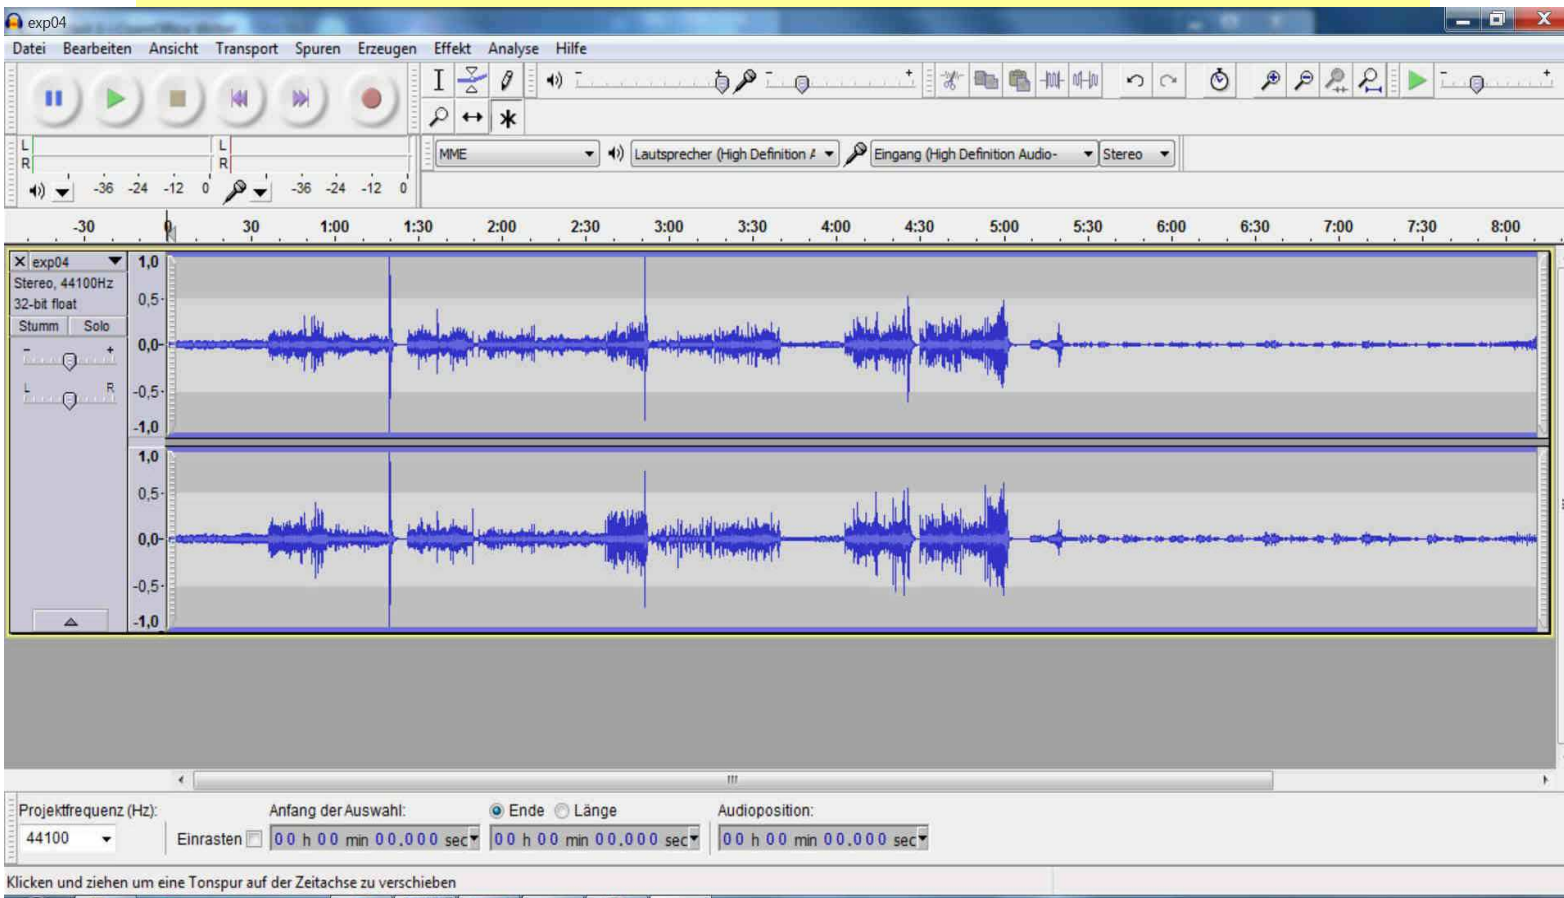 exp04
Datei Bearbeiten Ansicht Transport Spuren Erzeugen Effekt Analyse Hilfe
L L
R R
-36 -24 -12 0 -36 -24 -12 0
MME Lautsprecher (High Definition A Eingang (High Definition Audio- Stereo
-30 0 30 1:00 1:30 2:00 2:30 3:00 3:30 4:00 4:30 5:00 5:30 6:00 6:30 7:00 7:30 8:00
X exp04 1,0
Stereo, 44100Hz
32-bit float 0,5-
Stumm Solo
- + 0,0-
L R -0,5-
-1,0
1,0
0,5-
0,0-
-0,5-
-1,0
Projektfrequenz (Hz): Anfang der Auswahl: Ende Länge Audioposition:
44100 Einrasten 00 h 00 min 00.000 sec 00 h 00 min 00.000 sec 00 h 00 min 00.000 sec
Klicken und ziehen um eine Tonspur auf der Zeitachse zu verschieben